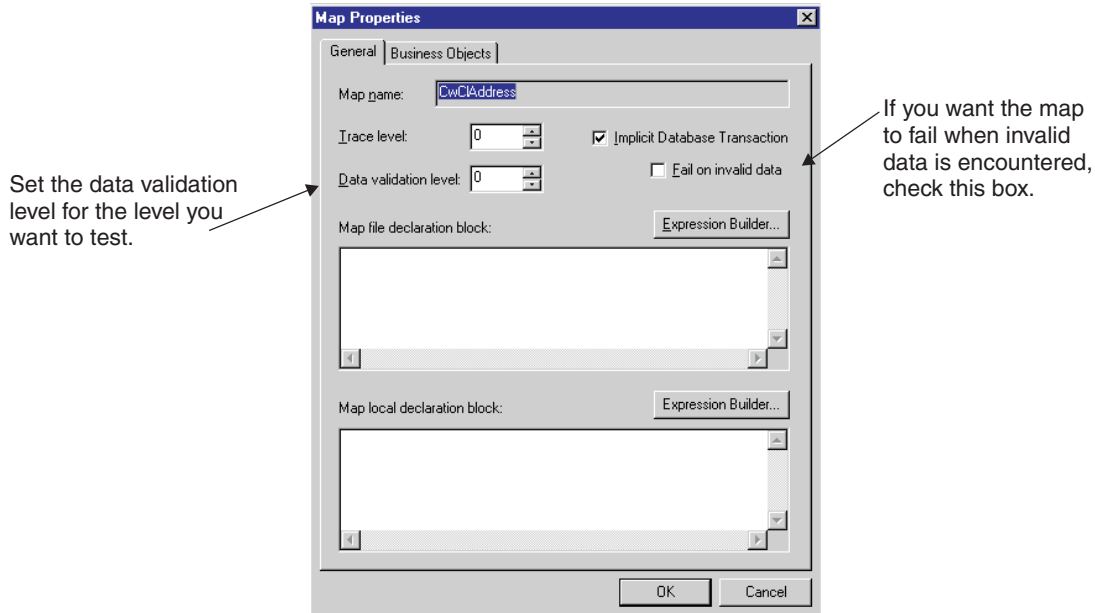 Map Properties
General
Business Objects
Map name:
CwClAddress
Trace level:
0
Implicit Database Transaction
Data validation level:
0
Fail on invalid data
Set the data validation
level for the level you
want to test.
If you want the map
to fail when invalid
data is encountered,
check this box.
Map file declaration block:
Expression Builder...
Map local declaration block:
Expression Builder...
OK
Cancel